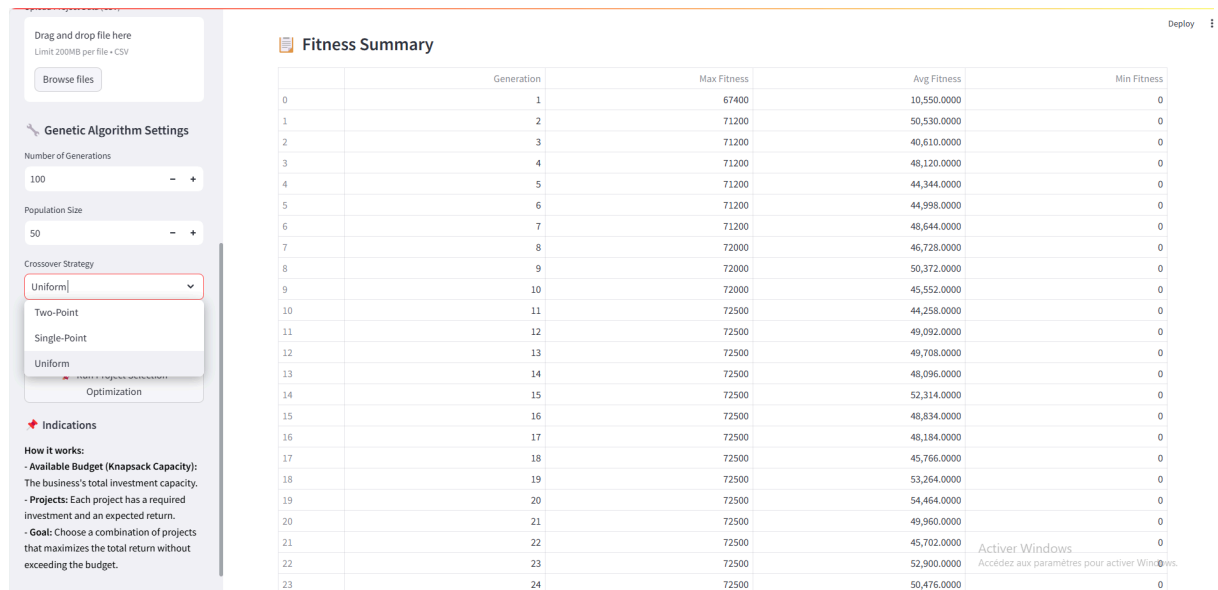 Deploy
Drag and drop file here
Limit 200MB per file • CSV
Browse files
Genetic Algorithm Settings
Number of Generations
100
Population Size
50
Crossover Strategy
Uniform
Two-Point
Single-Point
Uniform
Run Project Selection
Optimization
Indications
How it works:
- Available Budget (Knapsack Capacity):
The business's total investment capacity.
- Projects: Each project has a required
investment and an expected return.
- Goal: Choose a combination of projects
that maximizes the total return without
exceeding the budget.
Fitness Summary
Generation Max Fitness Avg Fitness Min Fitness
0 1 67400 10,550.0000 0
1 2 71200 50,530.0000 0
2 3 71200 40,610.0000 0
3 4 71200 48,120.0000 0
4 5 71200 44,344.0000 0
5 6 71200 44,998.0000 0
6 7 71200 48,644.0000 0
7 8 72000 46,728.0000 0
8 9 72000 50,372.0000 0
9 10 72000 45,552.0000 0
10 11 72500 44,258.0000 0
11 12 72500 49,092.0000 0
12 13 72500 49,708.0000 0
13 14 72500 48,096.0000 0
14 15 72500 52,314.0000 0
15 16 72500 48,834.0000 0
16 17 72500 48,184.0000 0
17 18 72500 45,766.0000 0
18 19 72500 53,264.0000 0
19 20 72500 54,464.0000 0
20 21 72500 49,960.0000 0
21 22 72500 45,702.0000 0
22 23 72500 52,900.0000 0
23 24 72500 50,476.0000 0
Activer Windows
Accédez aux paramètres pour activer Windows.